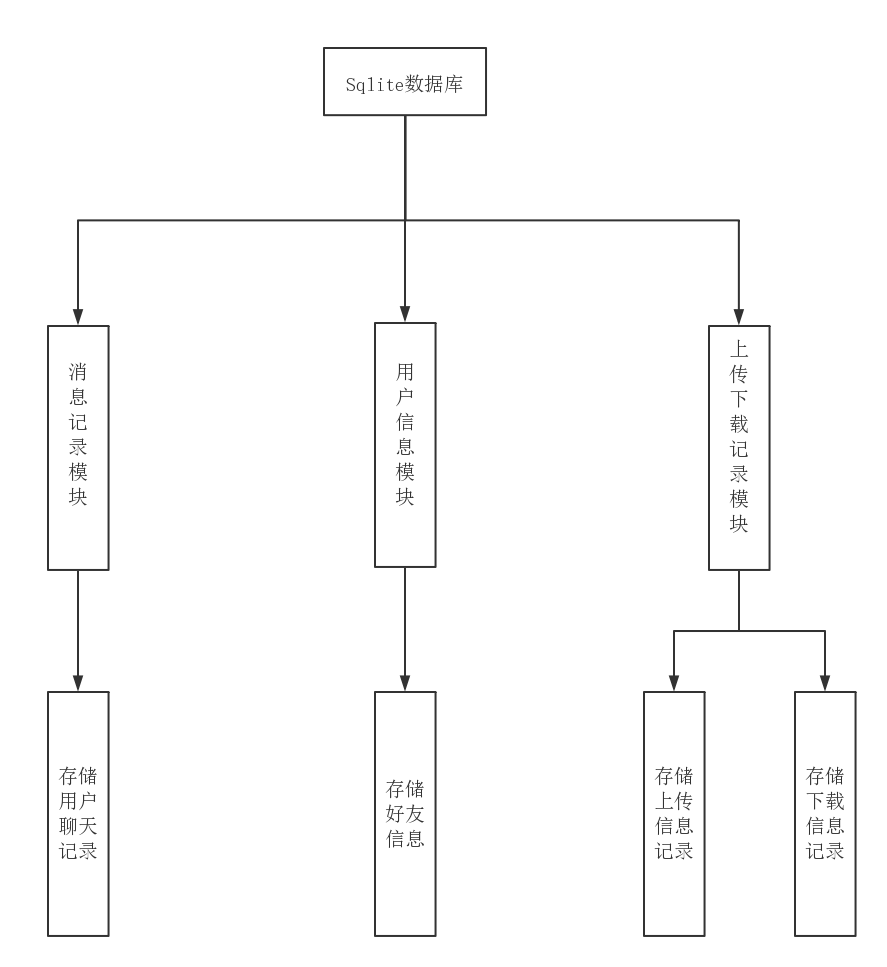 Sqlite数据库
消息记录模块
用户信息模块
上传下载记录模块
存储
用户
聊天
记录
存储
好友
信息
存储
上传
信息
记录
存储
下载
信息
记录